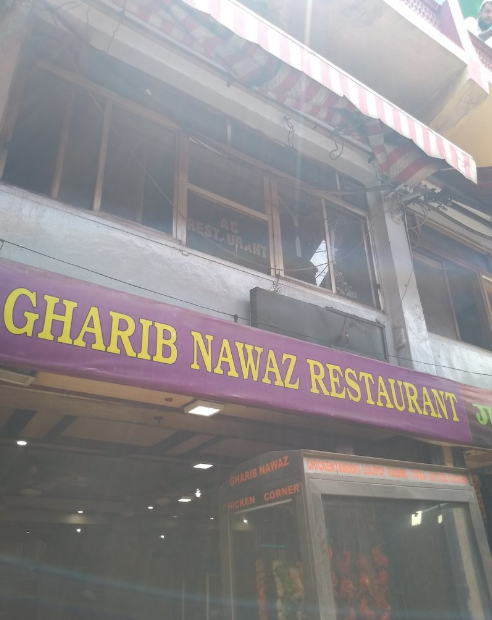 AC
RESTAURANT
GHARIB NAWAZ RESTAURANT
GHARIB NAWAZ
CHICKEN CORNER